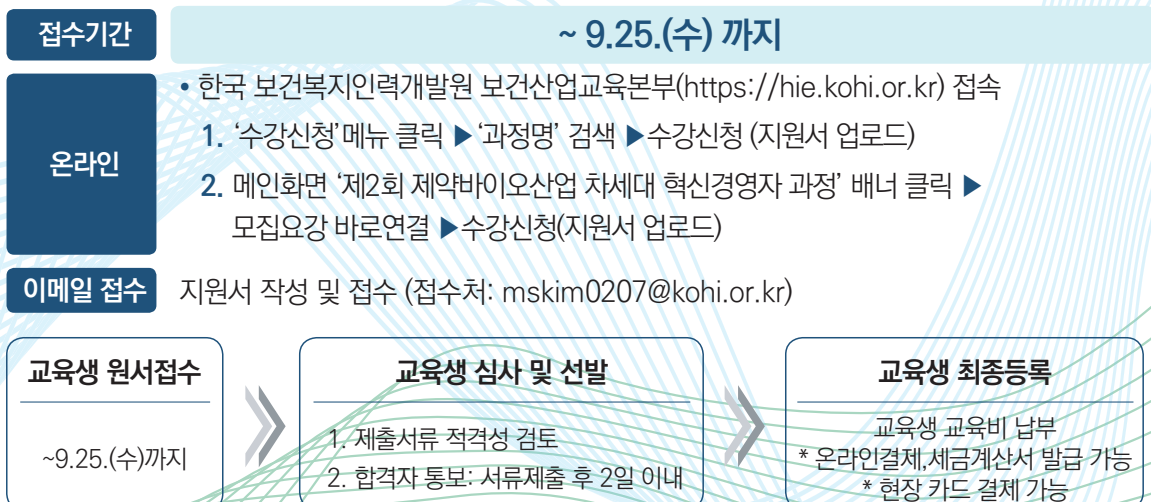 접수기간
~ 9.25.(수) 까지
온라인
• 한국 보건복지인력개발원 보건산업교육본부(https://hie.kohi.or.kr) 접속
1. ‘수강신청’메뉴 클릭 ▶‘과정명’ 검색 ▶수강신청 (지원서 업로드)
2. 메인화면 ‘제2회 제약바이오산업 차세대 혁신경영자 과정’ 배너 클릭 ▶
모집요강 바로연결 ▶수강신청(지원서 업로드)
이메일 접수
지원서 작성 및 접수 (접수처: mskim0207@kohi.or.kr)
교육생 원서접수
~9.25.(수)까지
교육생 심사 및 선발
1. 제출서류 적격성 검토
2. 합격자 통보: 서류제출 후 2일 이내
교육생 최종등록
교육생 교육비 납부
* 온라인결제,세금계산서 발급 가능
* 현장 카드 결제 가능